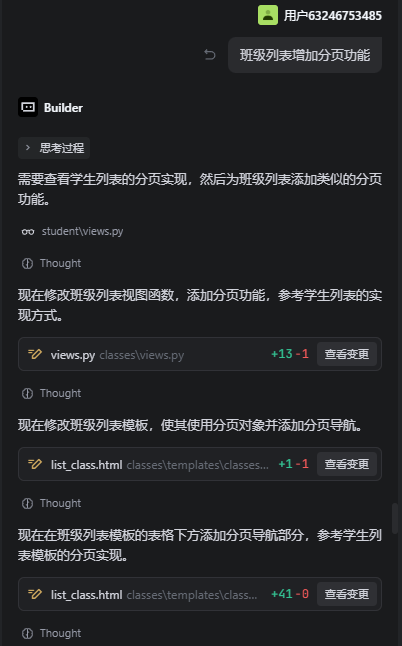 用户63246753485
班级列表增加分页功能
Builder
思考过程
需要查看学生列表的分页实现，然后为班级列表添加类似的分页
功能。
student\views.py
Thought
现在修改班级列表视图函数，添加分页功能，参考学生列表的实
现方式。
views.py classes\views.py +13 -1 查看变更
Thought
现在修改班级列表模板，使其使用分页对象并添加分页导航。
list_class.html classes\templates\classes... +1 -1 查看变更
Thought
现在在班级列表模板的表格下方添加分页导航部分，参考学生列
表模板的分页实现。
list_class.html classes\templates\class... +41 -0 查看变更
Thought